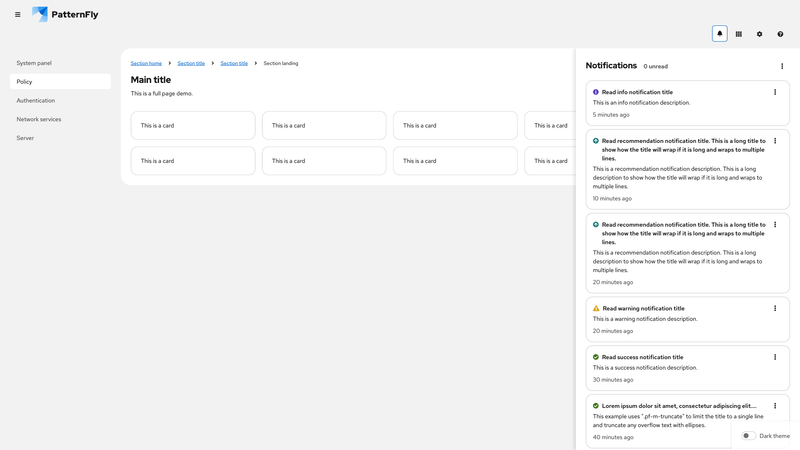 PatternFly
System panel
Policy
Authentication
Network services
Server
Section home > Section title > Section title > Section landing
Main title
This is a full page demo.
This is a card
This is a card
This is a card
This is a card
This is a card
This is a card
This is a card
This is a card
Notifications 0 unread
Read info notification title
This is an info notification description.
5 minutes ago
Read recommendation notification title. This is a long title to
show how the title will wrap if it is long and wraps to multiple
lines.
This is a recommendation notification description. This is a long
description to show how the title will wrap if it is long and wraps to
multiple lines.
10 minutes ago
Read recommendation notification title. This is a long title to
show how the title will wrap if it is long and wraps to multiple
lines.
This is a recommendation notification description. This is a long
description to show how the title will wrap if it is long and wraps to
multiple lines.
20 minutes ago
Read warning notification title
This is a warning notification description.
20 minutes ago
Read success notification title
This is a success notification description.
30 minutes ago
Lorem ipsum dolor sit amet, consectetur adipiscing elit....
This example uses ".pf-m-truncate" to limit the title to a single line
and truncate any overflow text with ellipses.
40 minutes ago
Dark theme